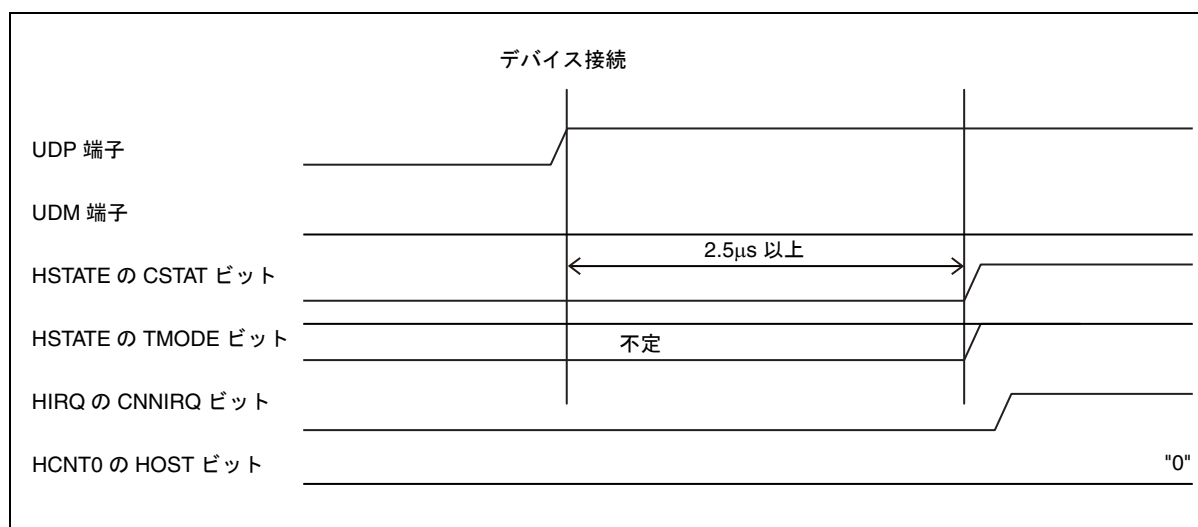 デバイス接続
UDP 端子
UDM 端子
2.5μs 以上
HSTATE の CSTAT ビット
HSTATE の TMODE ビット
不定
HIRQ の CNNIRQ ビット
HCNT0 の HOST ビット
"0"